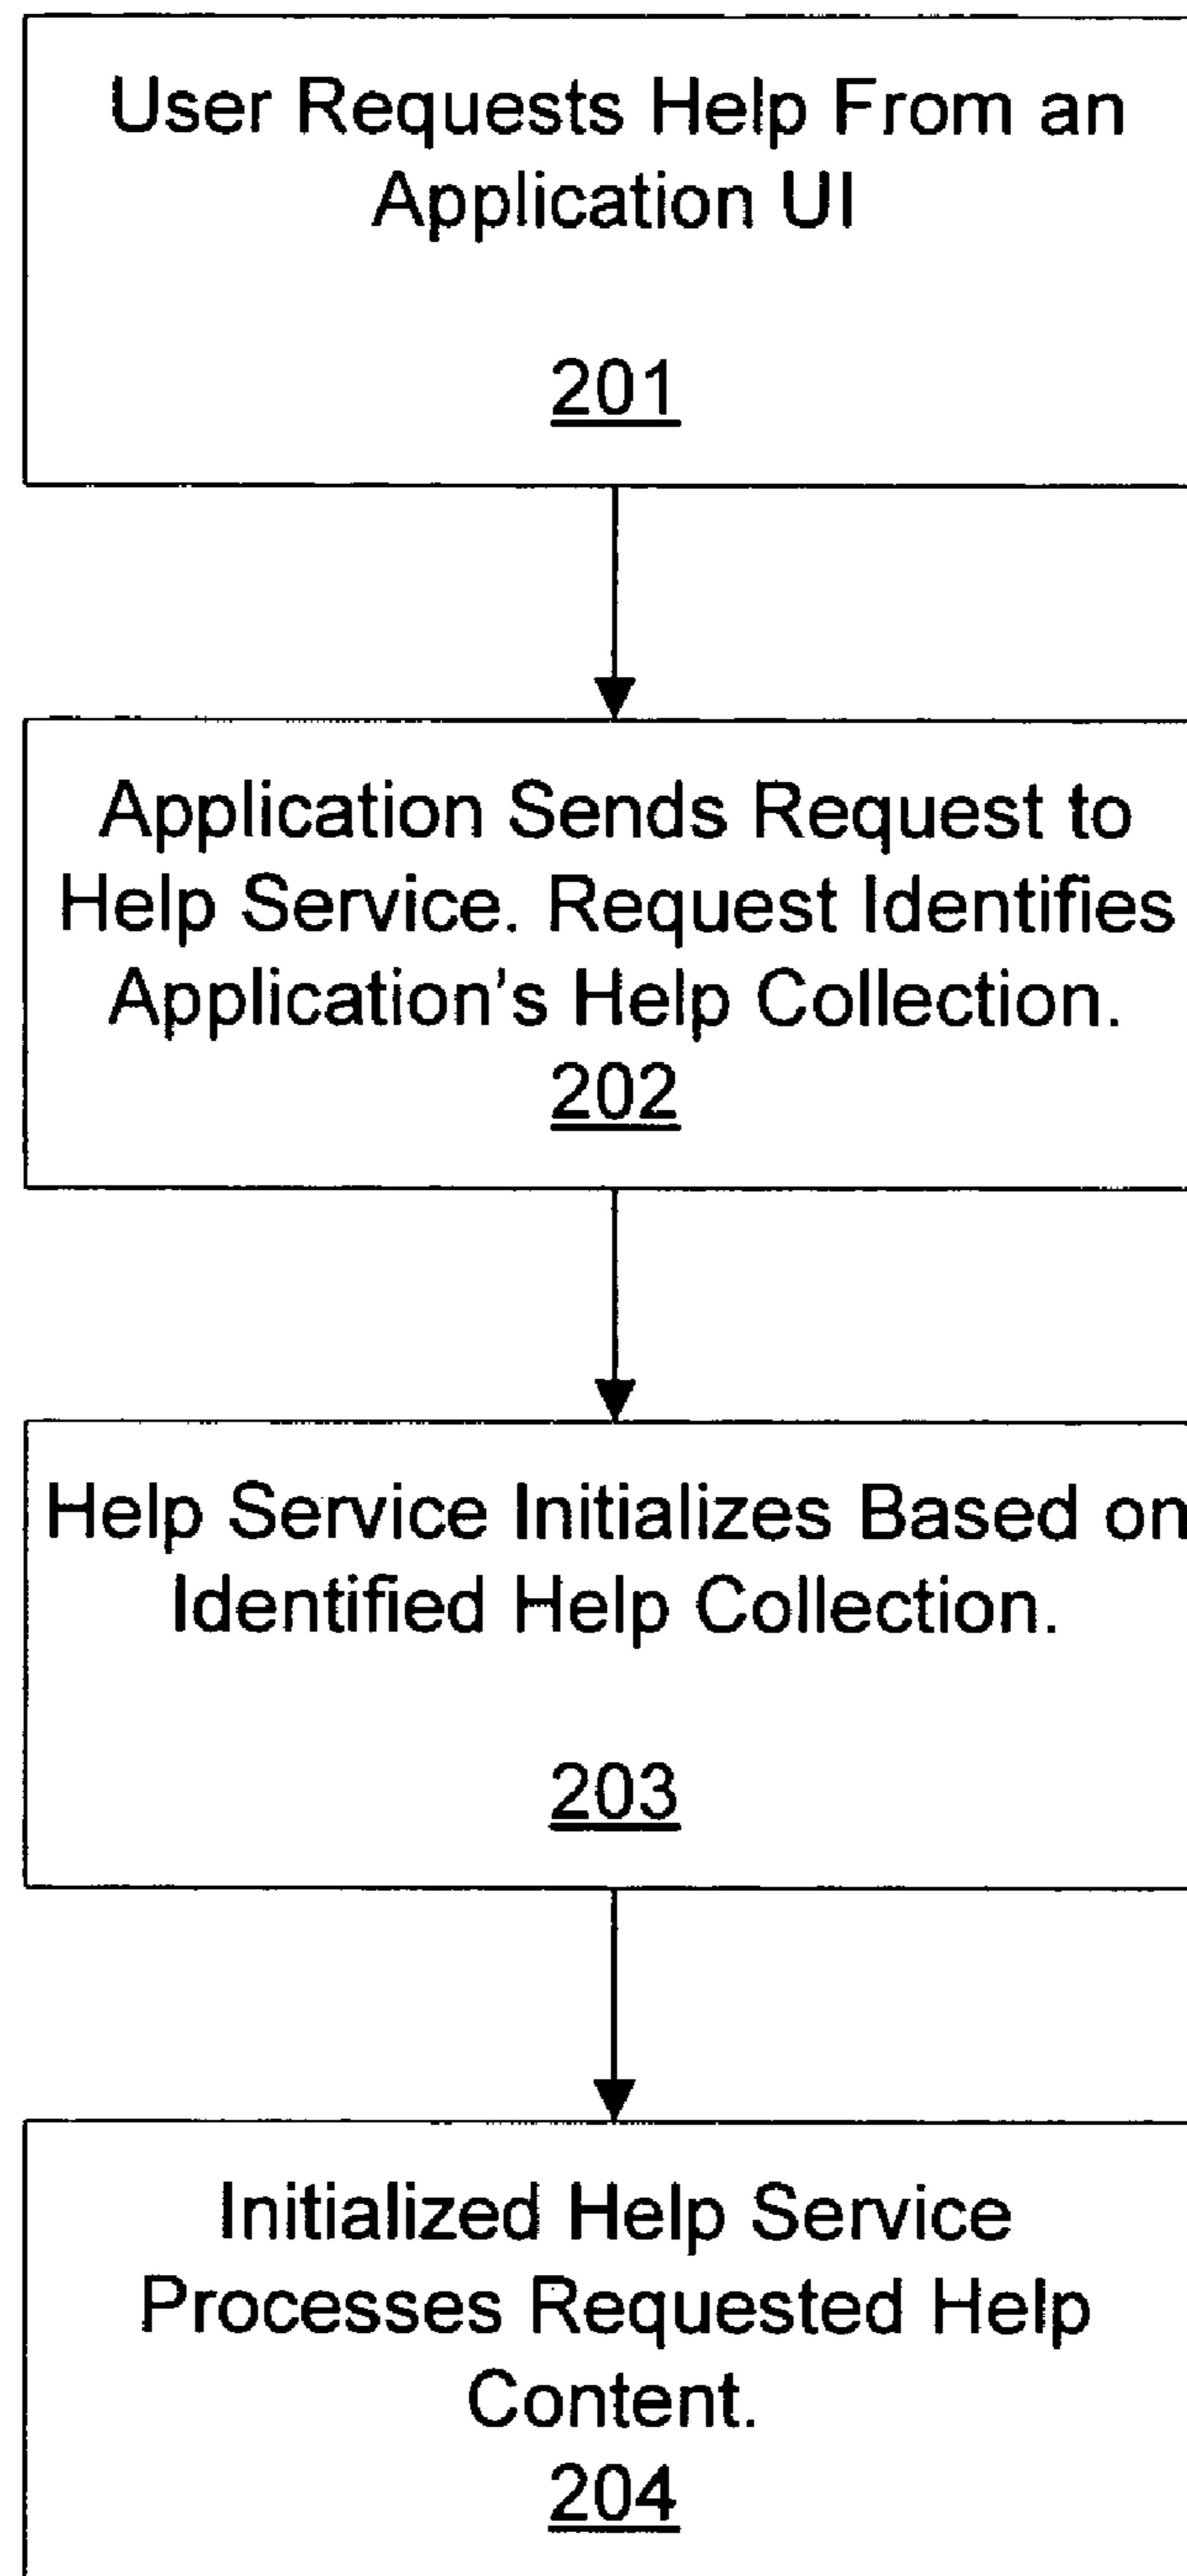 User Requests Help From an
Application UI
201
Application Sends Request to
Help Service. Request Identifies
Application's Help Collection.
202
Help Service Initializes Based on
Identified Help Collection.
203
Initialized Help Service
Processes Requested Help
Content.
204